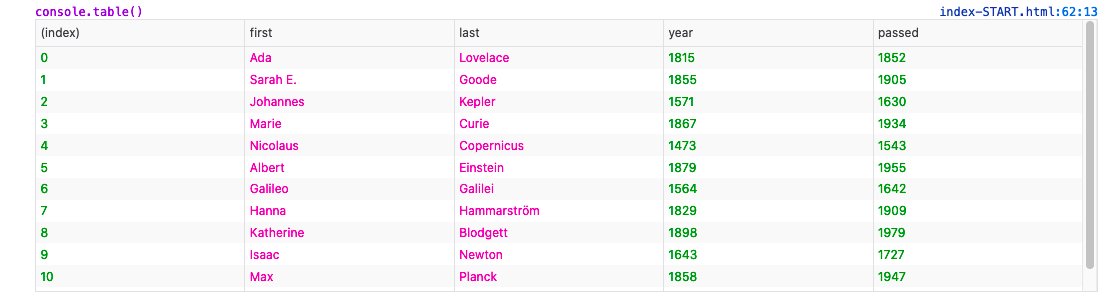 console.table() index-START.html:62:13
(index) first last year passed
0 Ada Lovelace 1815 1852
1 Sarah E. Goode 1855 1905
2 Johannes Kepler 1571 1630
3 Marie Curie 1867 1934
4 Nicolaus Copernicus 1473 1543
5 Albert Einstein 1879 1955
6 Galileo Galilei 1564 1642
7 Hanna Hammarström 1829 1909
8 Katherine Blodgett 1898 1979
9 Isaac Newton 1643 1727
10 Max Planck 1858 1947